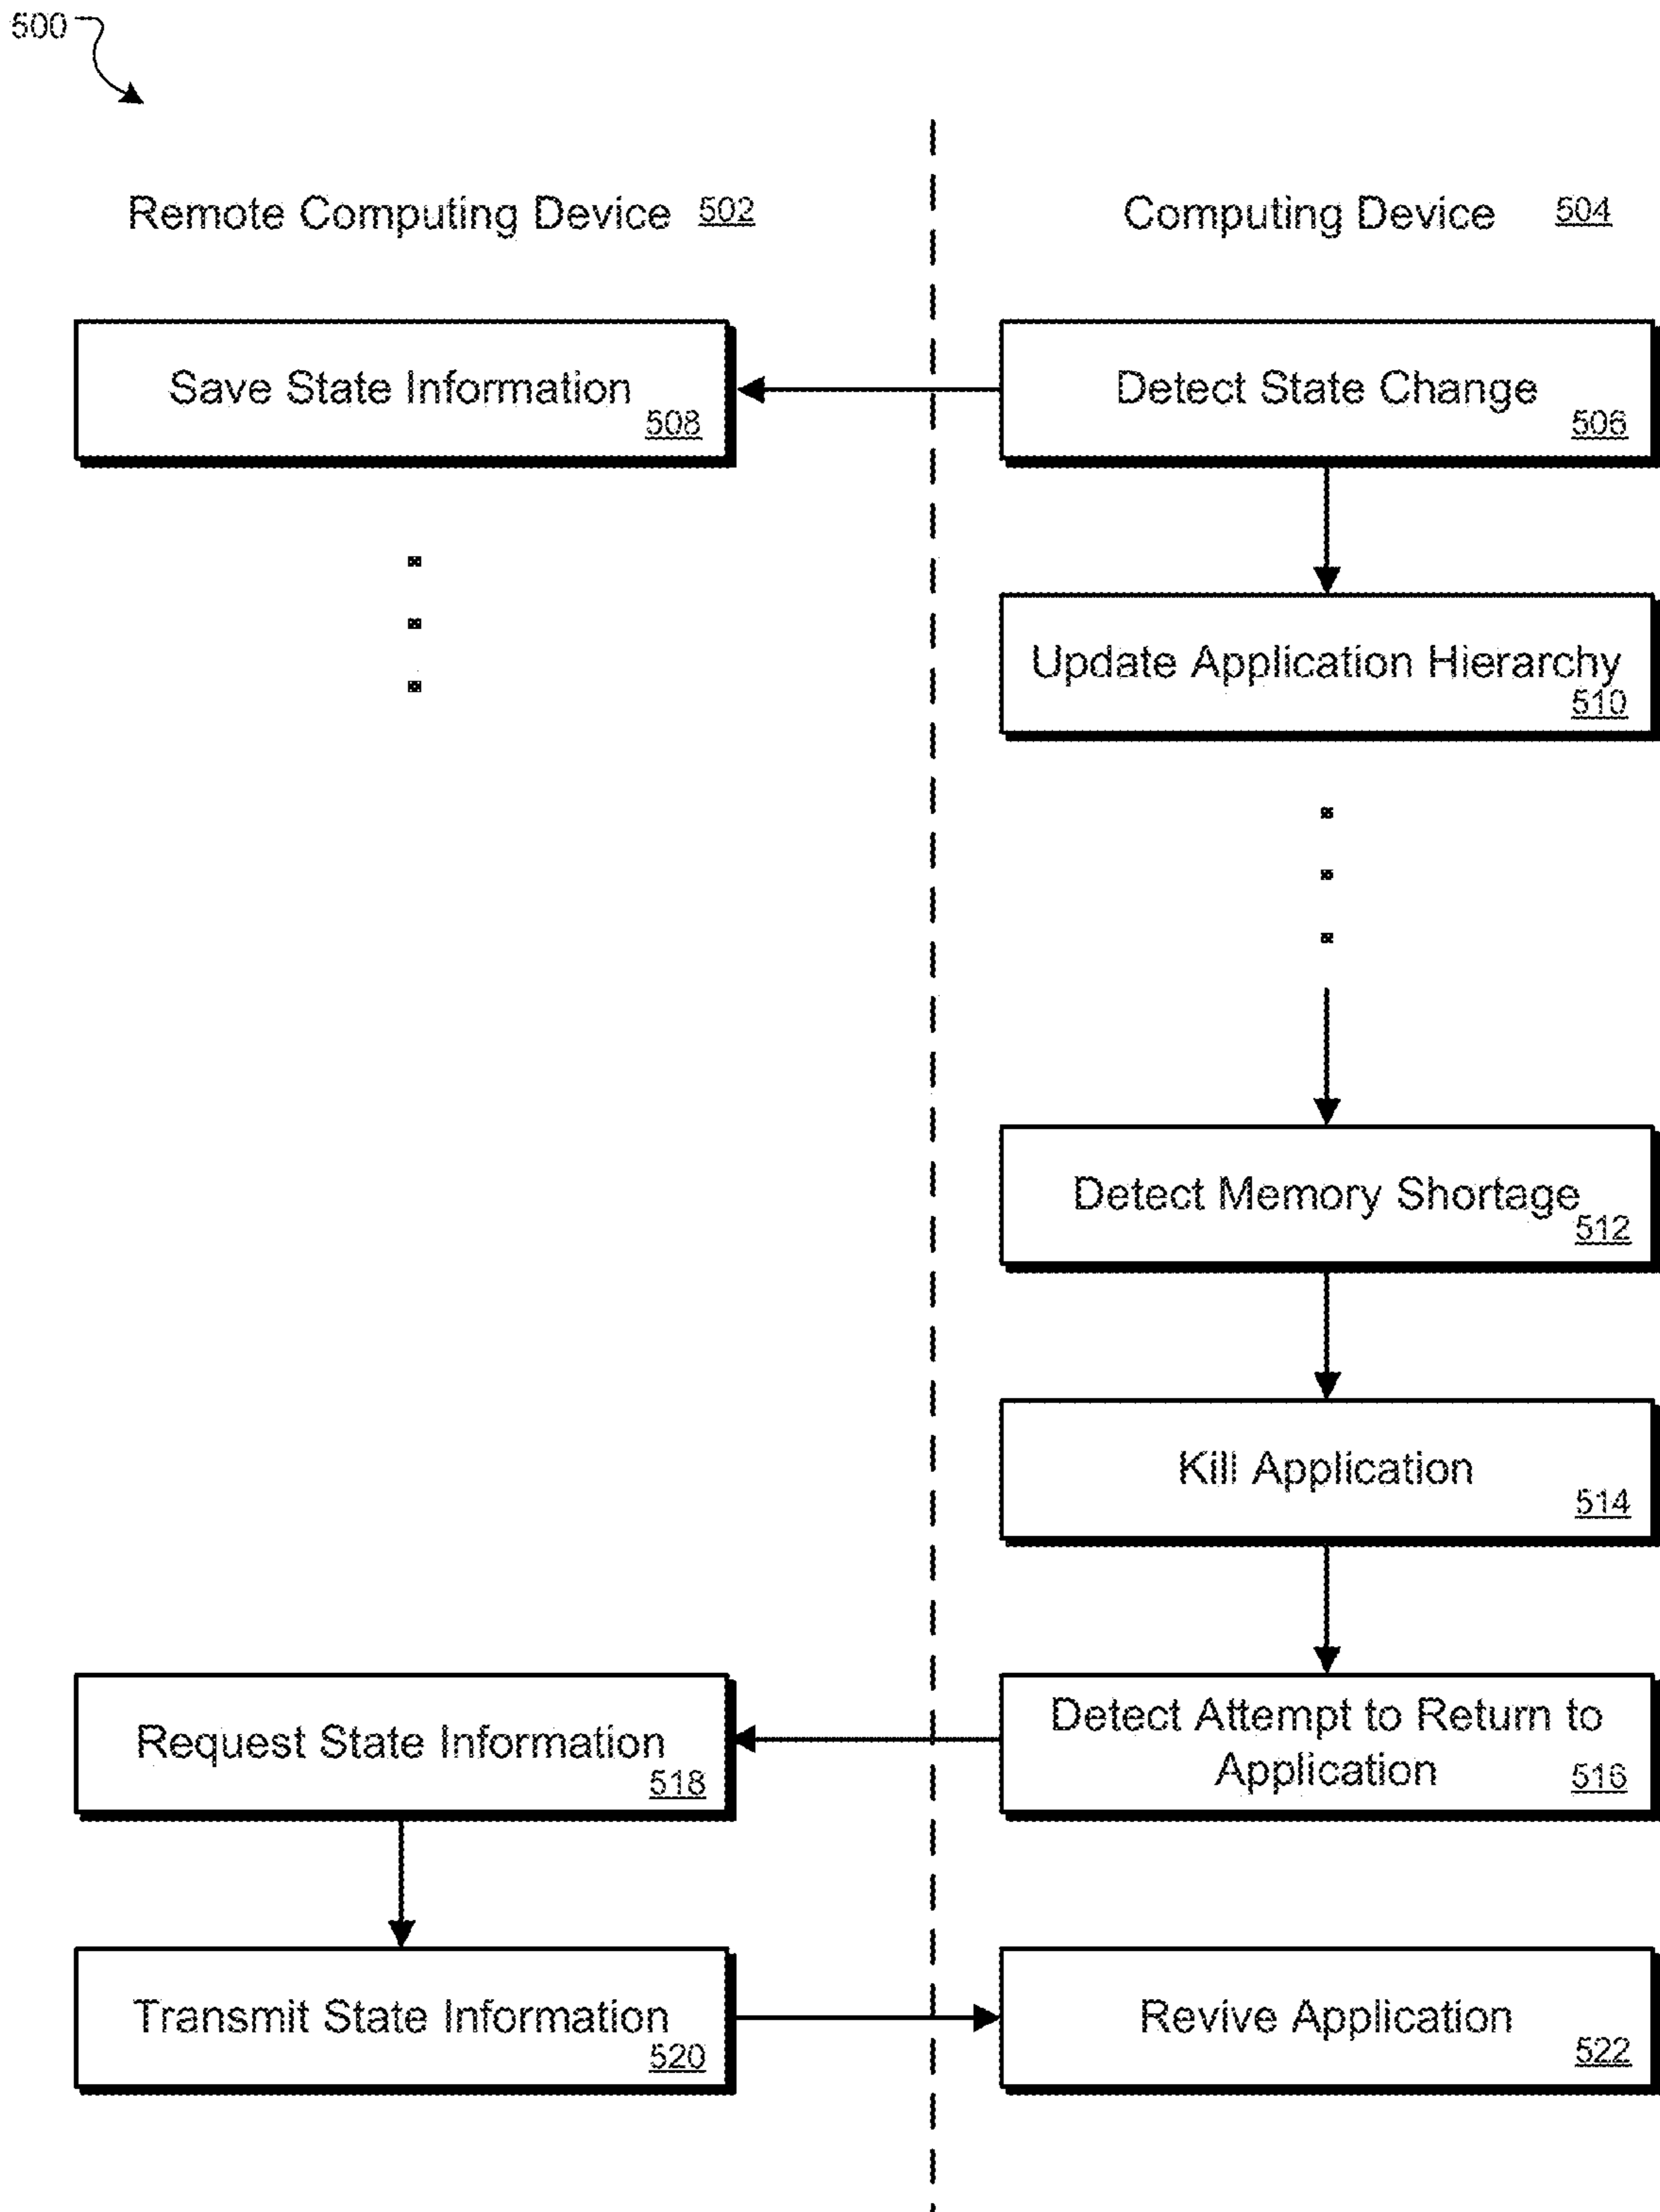 500
Remote Computing Device 502
Computing Device 504
Save State Information
508
Detect State Change
506
Update Application Hierarchy
510
Detect Memory Shortage
512
Kill Application
514
Request State Information
518
Detect Attempt to Return to
Application 516
Transmit State Information
520
Revive Application
522